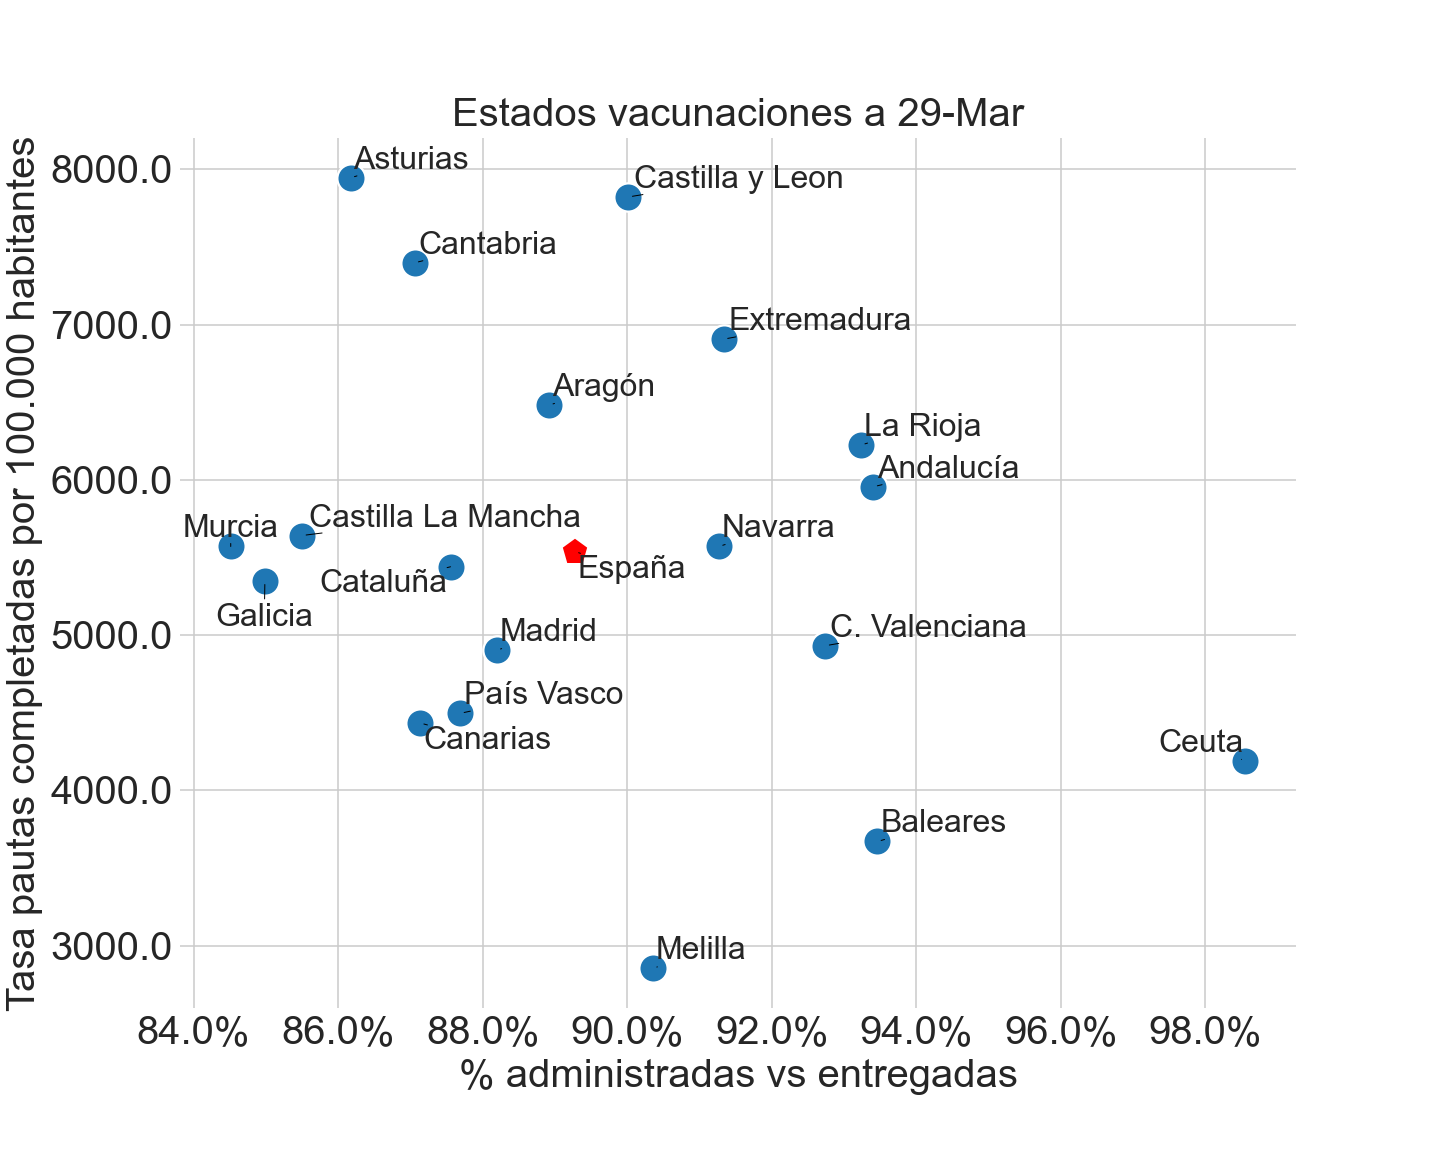 Estados vacunaciones a 29-Mar
Tasa pautas completadas por 100.000 habitantes
8000.0
7000.0
6000.0
5000.0
4000.0
3000.0
Asturias
Castilla y Leon
Cantabria
Extremadura
Aragón
La Rioja
Andalucía
Castilla La Mancha
Murcia
Navarra
España
Cataluña
Galicia
Madrid
C. Valenciana
País Vasco
Canarias
Ceuta
Baleares
Melilla
84.0% 86.0% 88.0% 90.0% 92.0% 94.0% 96.0% 98.0%
% administradas vs entregadas